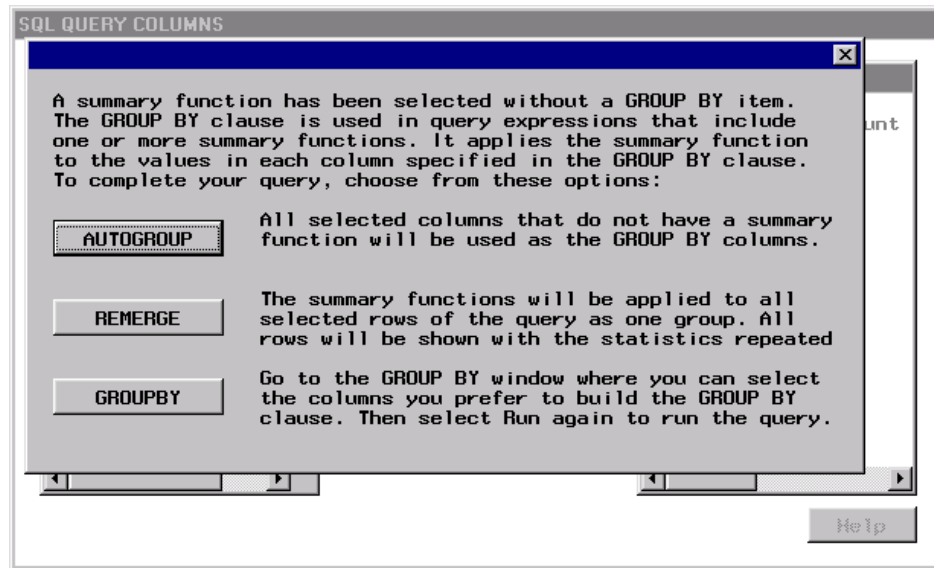 SQL QUERY COLUMNS
A summary function has been selected without a GROUP BY item.
The GROUP BY clause is used in query expressions that include
one or more summary functions. It applies the summary function
to the values in each column specified in the GROUP BY clause.
To complete your query, choose from these options:
AUTOGROUP
All selected columns that do not have a summary
function will be used as the GROUP BY columns.
REMERGE
The summary functions will be applied to all
selected rows of the query as one group. All
rows will be shown with the statistics repeated
GROUPBY
Go to the GROUP BY window where you can select
the columns you prefer to build the GROUP BY
clause. Then select Run again to run the query.
unt
Help